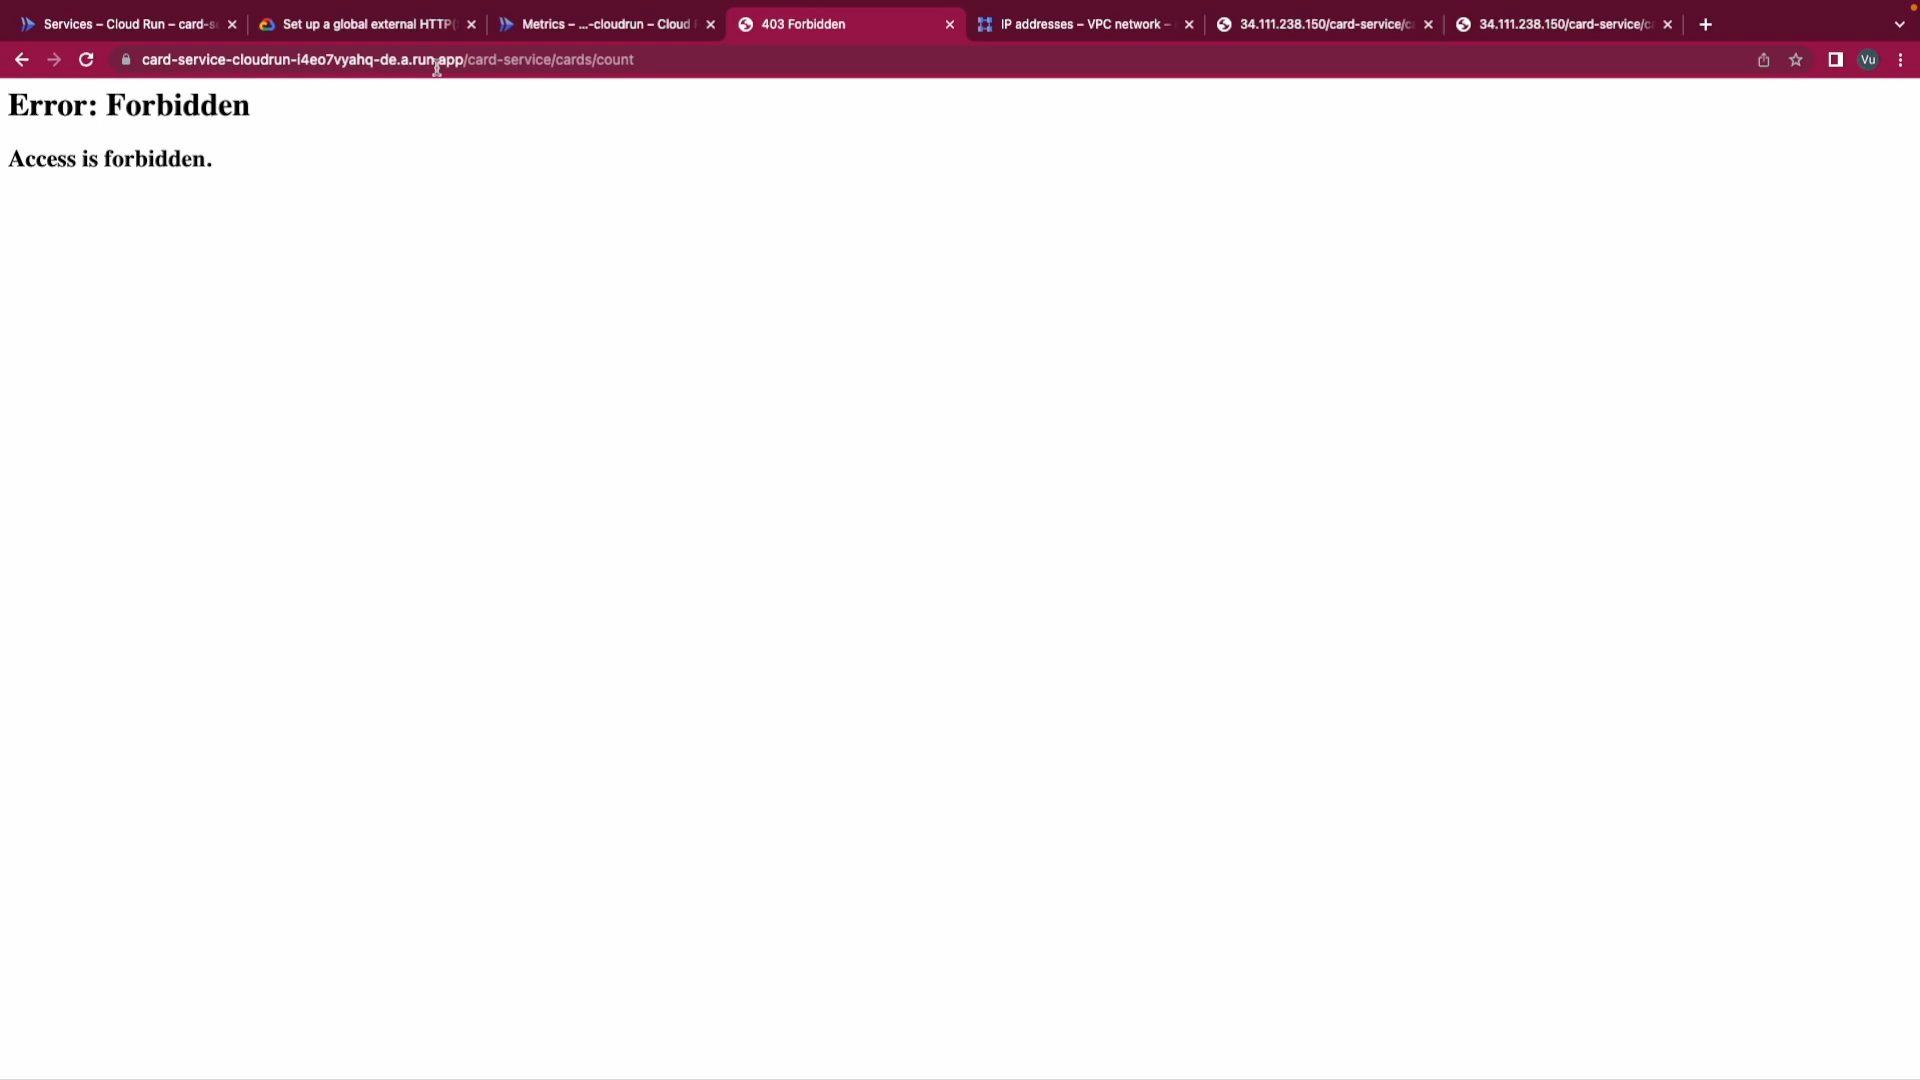 Services – Cloud Run – card-s
Set up a global external HTTP(
Metrics – ...-cloudrun – Cloud
403 Forbidden
IP addresses – VPC network –
34.111.238.150/card-service/c
34.111.238.150/card-service/c
card-service-cloudrun-i4eo7vyahq-de.a.run.app/card-service/cards/count
Vu
Error: Forbidden
Access is forbidden.